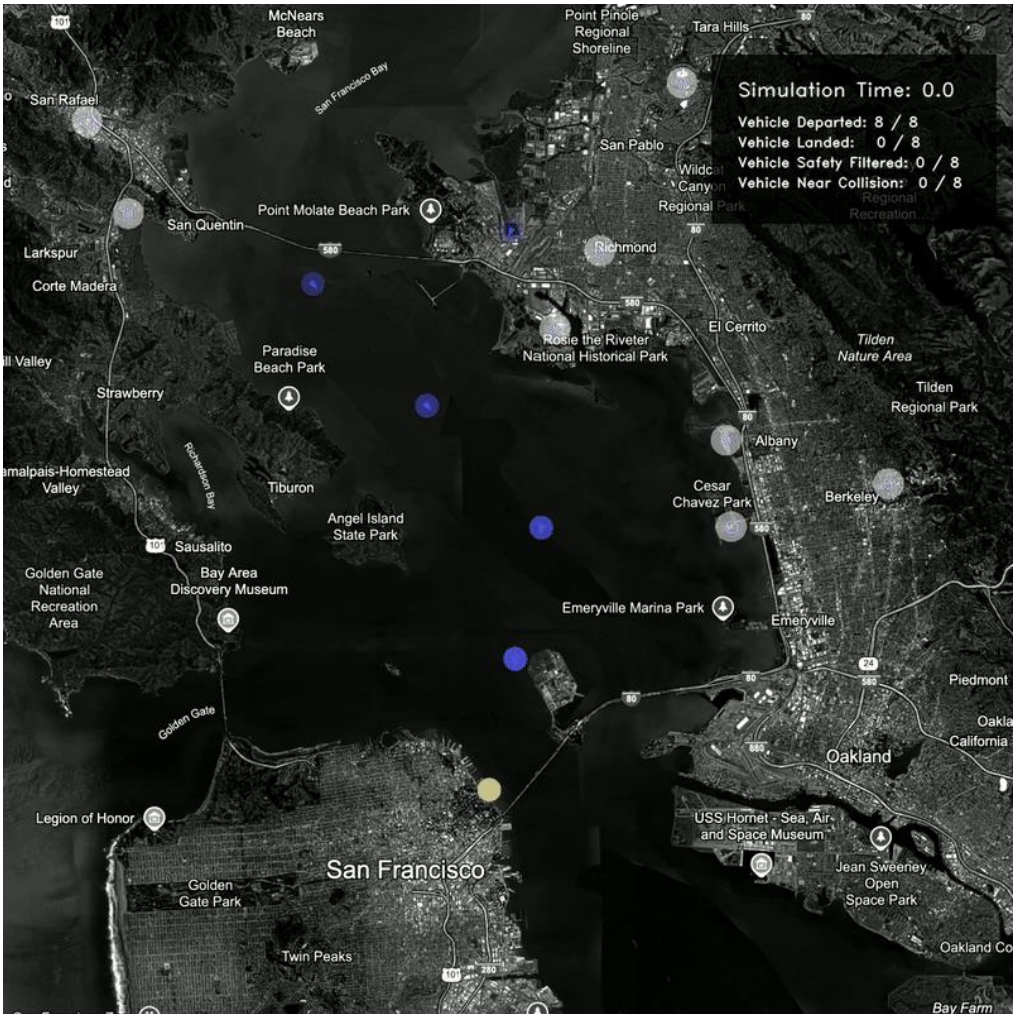 101
McNears
Beach
Point Pinole
Regional
Shoreline
Tara Hills
80
San Francisco Bay
San Rafael
Simulation Time: 0.0
Vehicle Departed: 8 / 8
Vehicle Landed: 0 / 8
Vehicle Safety Filtered: 0 / 8
Vehicle Near Collision: 0 / 8
San Pablo
Wildcat
Canyon
Regional Park
Regional
Recreation...
Point Molate Beach Park
San Quentin
80
580
Richmond
Larkspur
Corte Madera
580
El Cerrito
Rosie the Riveter
National Historical Park
Tilden
Nature Area
ill Valley
Paradise
Beach Park
Strawberry
Tilden
Regional Park
80
Albany
Richardson Bay
amalpais-Homestead
Valley
Tiburon
Cesar
Chavez Park
Berkeley
Angel Island
State Park
580
101
Sausalito
Golden Gate
National
Recreation
Area
Bay Area
Discovery Museum
Emeryville Marina Park
Emeryville
24
80
580
Piedmont
80
Golden Gate
Oakla
California
880
Oakland
Legion of Honor
USS Hornet - Sea, Air
and Space Museum
San Francisco
Jean Sweeney
Open
Space Park
Golden
Gate Park
Oakland Co
Twin Peaks
101
280
Bay Farm